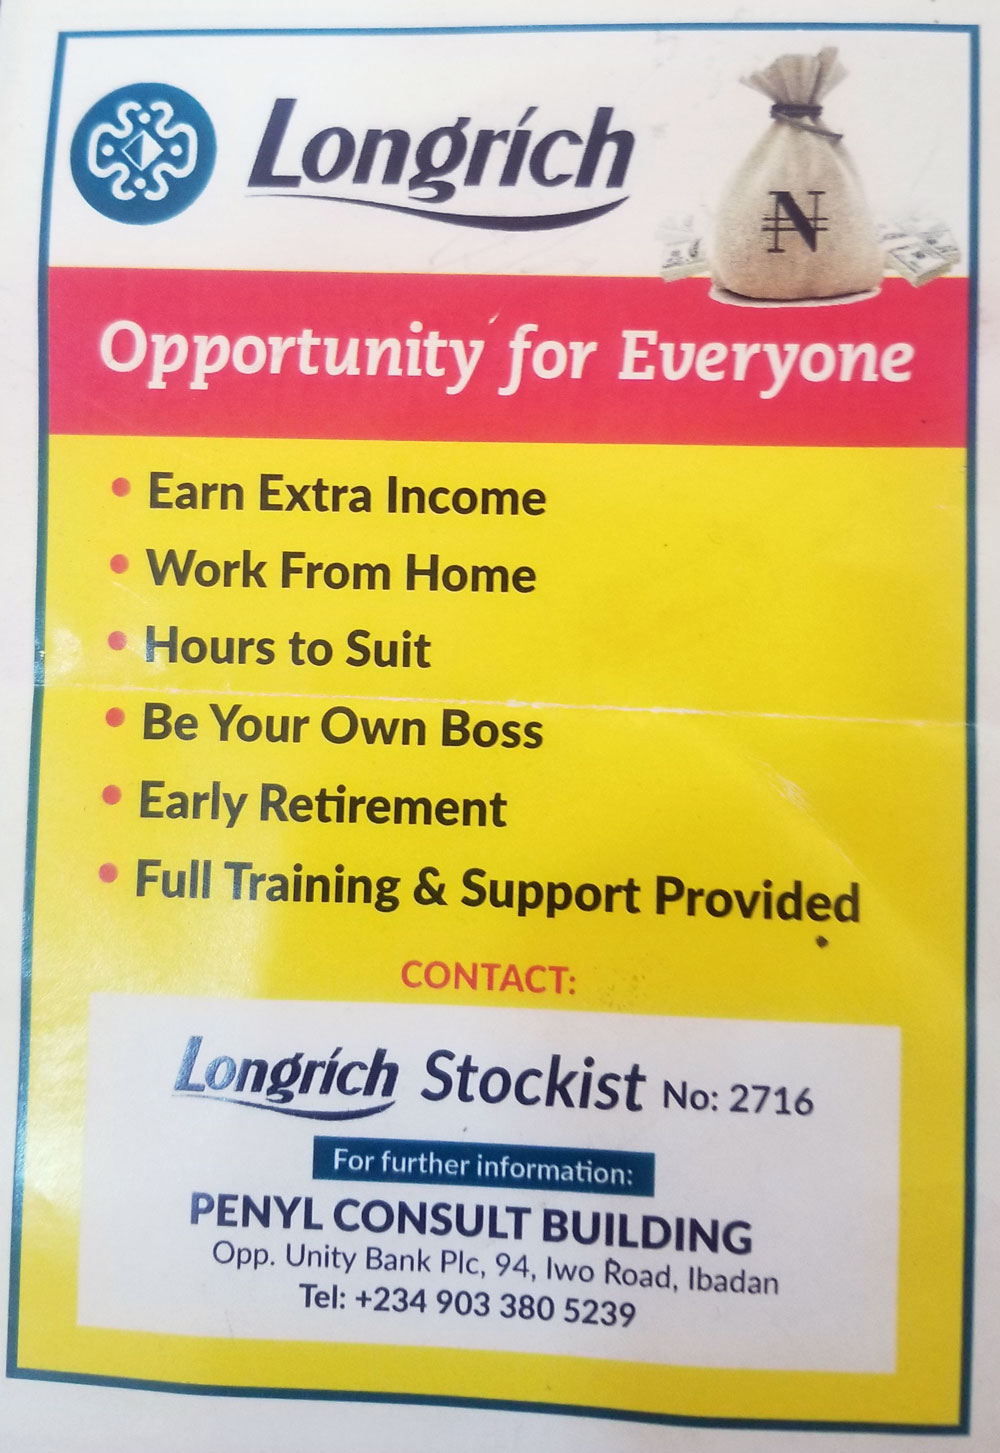 Longrích
₦
Opportunity for Everyone
• Earn Extra Income
• Work From Home
• Hours to Suit
• Be Your Own Boss
• Early Retirement
• Full Training & Support Provided
CONTACT:
Longrích Stockist No: 2716
For further information:
PENYL CONSULT BUILDING
Opp. Unity Bank Plc, 94, Iwo Road, Ibadan
Tel: +234 903 380 5239